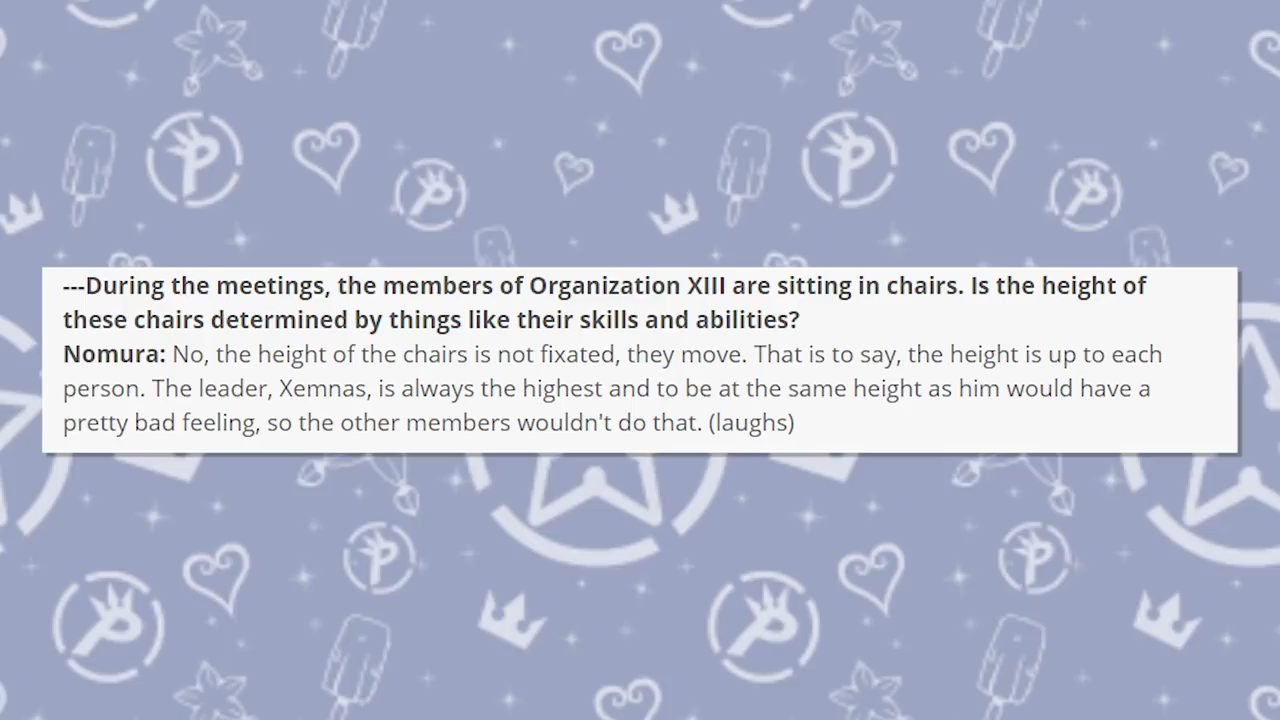 ---During the meetings, the members of Organization XIII are sitting in chairs. Is the height of
these chairs determined by things like their skills and abilities?
Nomura: No, the height of the chairs is not fixated, they move. That is to say, the height is up to each
person. The leader, Xemnas, is always the highest and to be at the same height as him would have a
pretty bad feeling, so the other members wouldn't do that. (laughs)